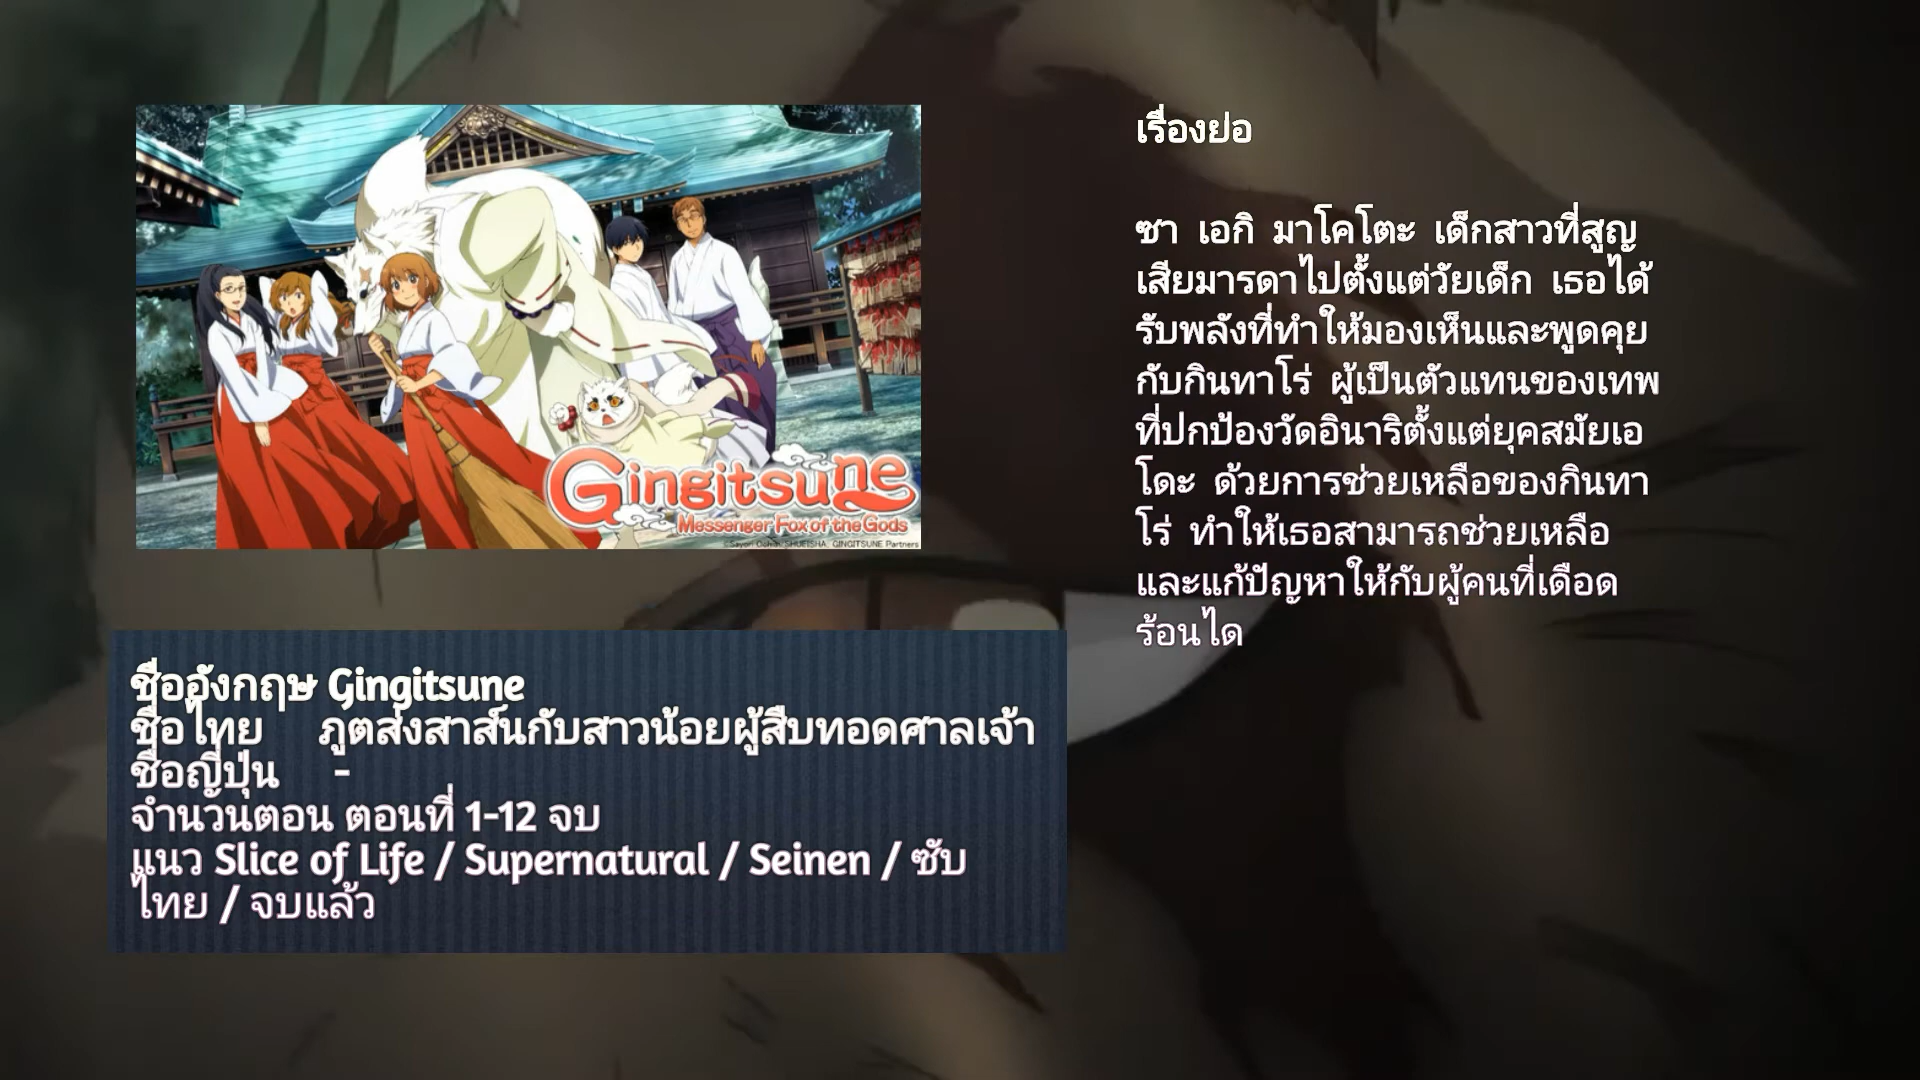 Gingitsune
Messenger Fox of the Gods
©Sayori Ochiai, SHUEISHA, GINGITSUNE Partners
ชื่ออังกฤษ Gingitsune
ชื่อไทย ภูตส่งสาส์นกับสาวน้อยผู้สืบทอดศาลเจ้า
ชื่อญี่ปุ่น -
จำนวนตอน ตอนที่ 1-12 จบ
แนว Slice of Life / Supernatural / Seinen / ซับ
ไทย / จบแล้ว
เรื่องย่อ
ซา เอกิ มาโคโตะ เด็กสาวที่สูญ
เสียมารดาไปตั้งแต่วัยเด็ก เธอได้
รับพลังที่ทำให้มองเห็นและพูดคุย
กับกินทาโร่ ผู้เป็นตัวแทนของเทพ
ที่ปกป้องวัดอินาริตั้งแต่ยุคสมัยเอ
โดะ ด้วยการช่วยเหลือของกินทา
โร่ ทำให้เธอสามารถช่วยเหลือ
และแก้ปัญหาให้กับผู้คนที่เดือด
ร้อนได